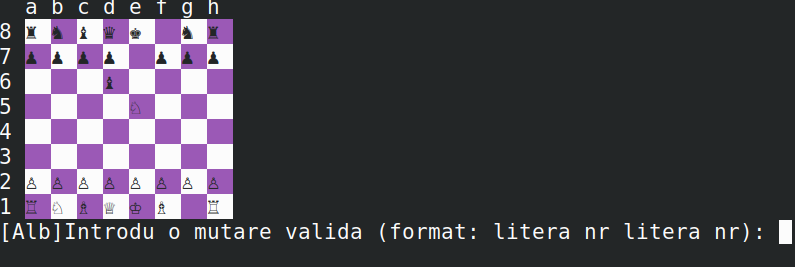 a b c d e f g h
8 ♜ ♞ ♝ ♛ ♚ ♞ ♜
7 ♟ ♟ ♟ ♟ ♟ ♟ ♟
6 ♝
5 ♘
4
3
2 ♙ ♙ ♙ ♙ ♙ ♙ ♙ ♙
1 ♖ ♘ ♗ ♕ ♔ ♗ ♖
[Alb]Introdu o mutare valida (format: litera nr litera nr):